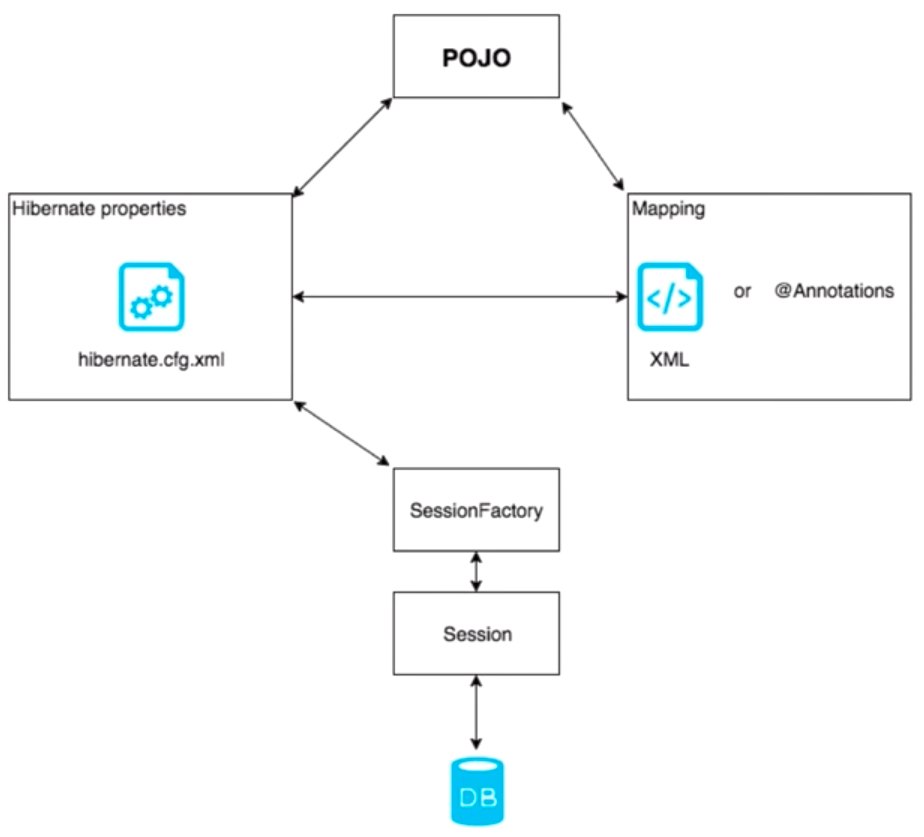 POJO
Hibernate properties
hibernate.cfg.xml
Mapping
</>
or @Annotations
XML
SessionFactory
Session
DB